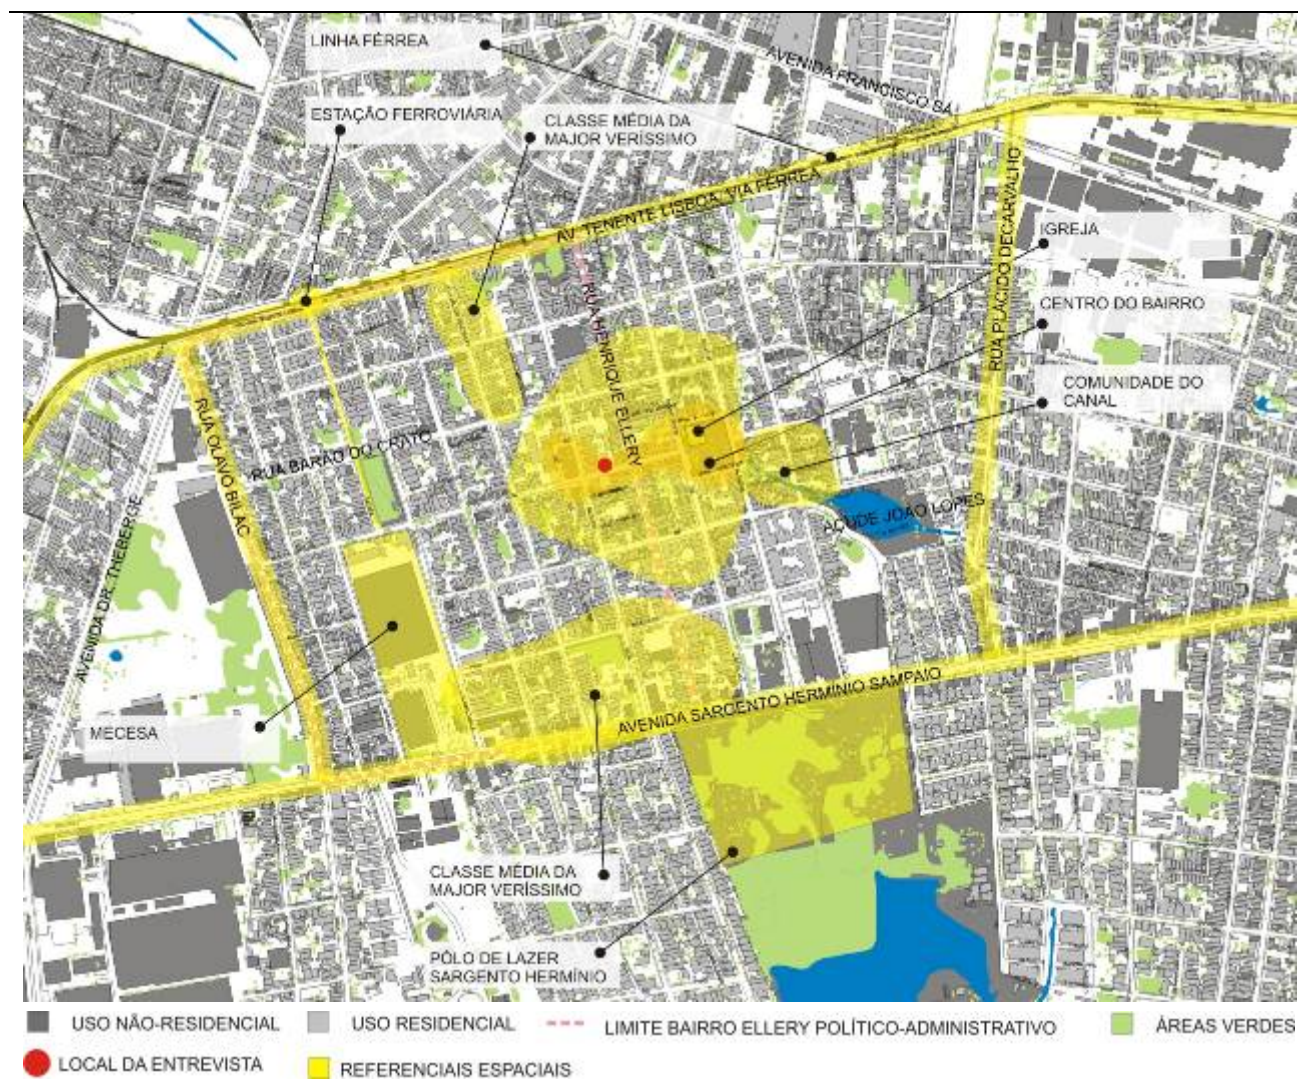 LINHA FÉRREA
AVENIDA FRANCISCO SÁ
ESTAÇÃO FERROVIÁRIA
CLASSE MÉDIA DA
MAJOR VERÍSSIMO
AV. TENENTE LISBOA, VIA FÉRREA
IGREJA
RUA PLÁCIDO DECARVALHO
RUA HENRIQUE ELLERY
CENTRO DO BAIRRO
COMUNIDADE DO
CANAL
RUA OLAVO BILAC
RUA BARÃO DO CRATO
AÇUDE JOÃO LOPES
AVENIDA DR. THEBERGE
MECESA
AVENIDA SARGENTO HERMÍNIO SAMPAIO
CLASSE MÉDIA DA
MAJOR VERÍSSIMO
PÓLO DE LAZER
SARGENTO HERMÍNIO
USO NÃO-RESIDENCIAL USO RESIDENCIAL LIMITE BAIRRO ELLERY POLÍTICO-ADMINISTRATIVO ÁREAS VERDES
LOCAL DA ENTREVISTA REFERENCIAIS ESPACIAIS